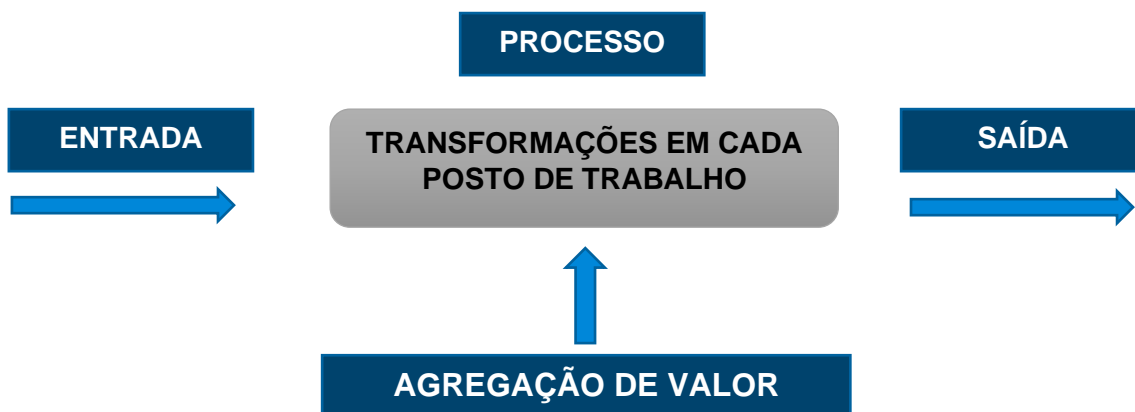 PROCESSO
ENTRADA
TRANSFORMAÇÕES EM CADA
POSTO DE TRABALHO
SAÍDA
AGREGAÇÃO DE VALOR